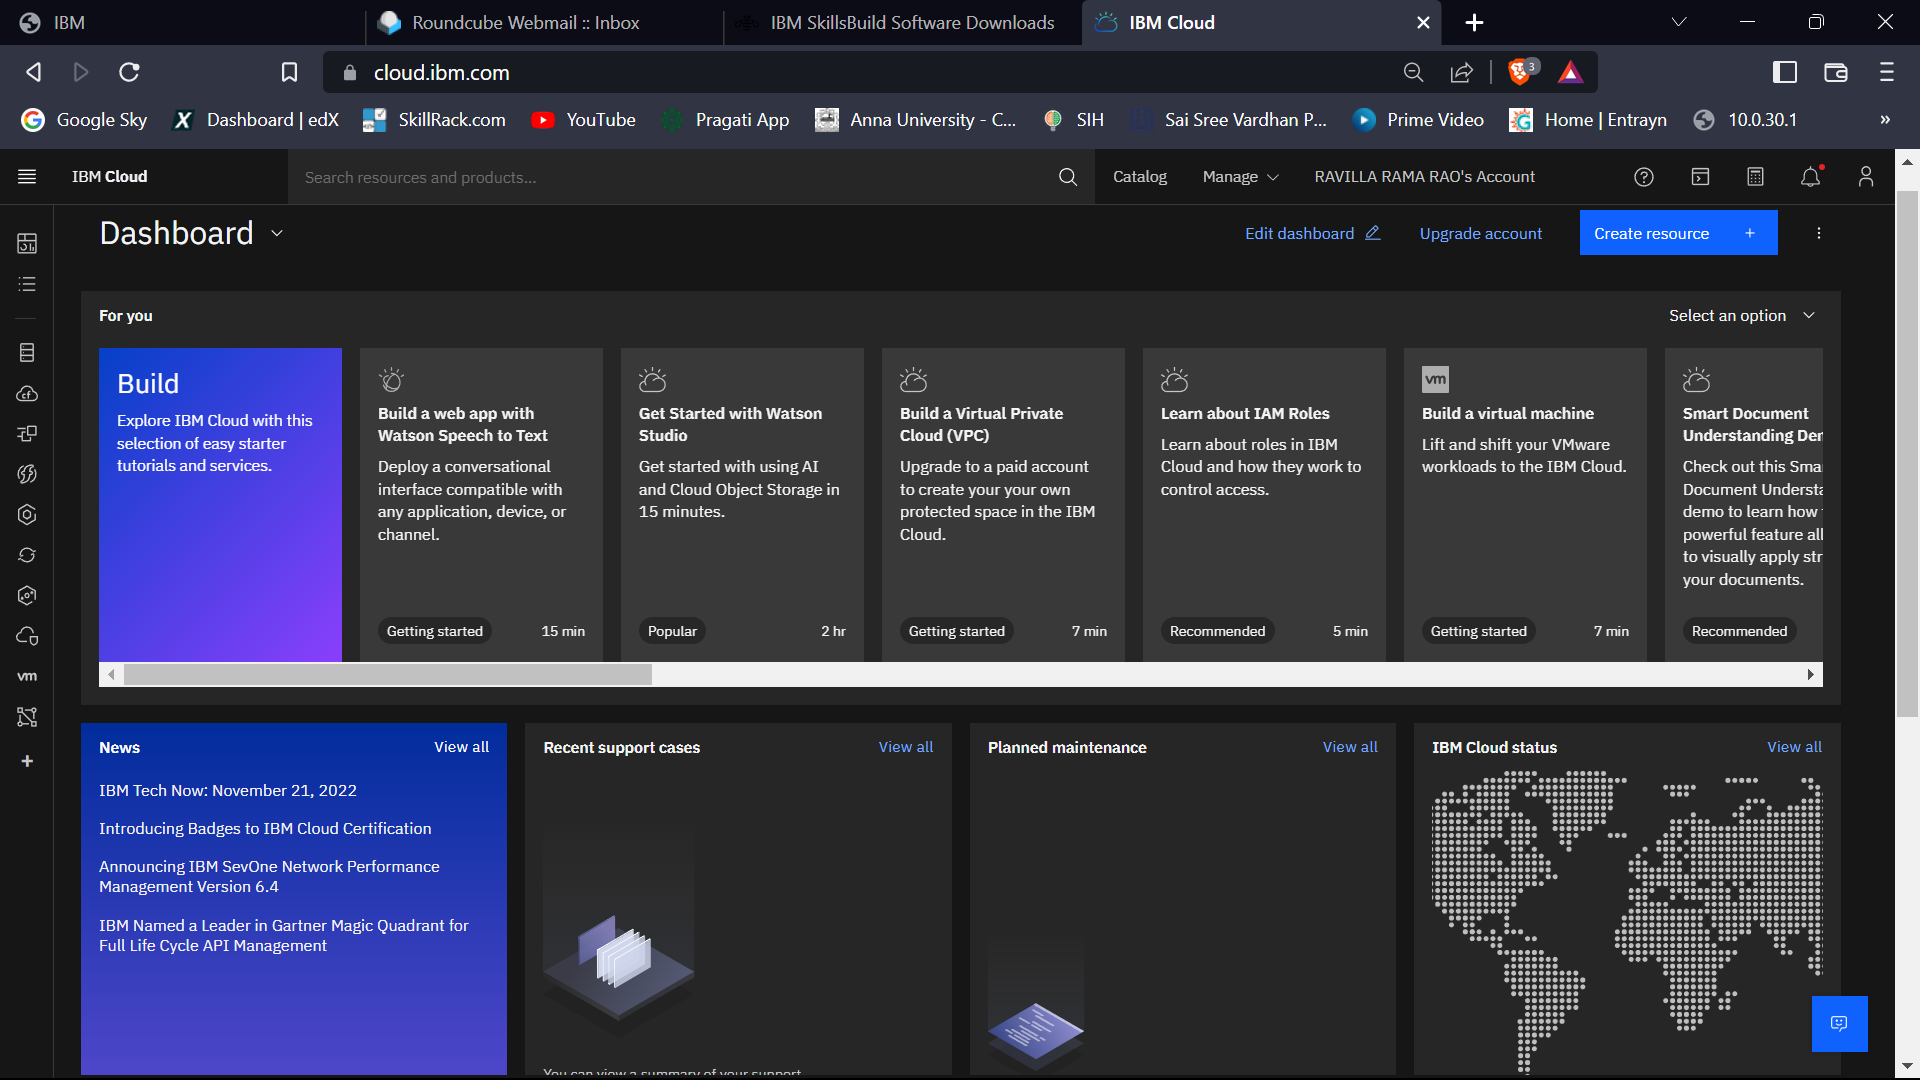 IBM
Roundcube Webmail :: Inbox
IBM SkillsBuild Software Downloads
IBM Cloud
cloud.ibm.com
3
Google Sky
Dashboard | edX
SkillRack.com
YouTube
Pragati App
Anna University - C...
SIH
Sai Sree Vardhan P...
Prime Video
Home | Entrayn
10.0.30.1
»
IBM Cloud
Search resources and products...
Catalog
Manage
RAVILLA RAMA RAO's Account
Dashboard
Edit dashboard
Upgrade account
Create resource +
For you
Select an option
Build
Explore IBM Cloud with this
selection of easy starter
tutorials and services.
Build a web app with
Watson Speech to Text
Deploy a conversational
interface compatible with
any application, device, or
channel.
Getting started
15 min
Get Started with Watson
Studio
Get started with using AI
and Cloud Object Storage in
15 minutes.
Popular
2 hr
Build a Virtual Private
Cloud (VPC)
Upgrade to a paid account
to create your your own
protected space in the IBM
Cloud.
Getting started
7 min
Learn about IAM Roles
Learn about roles in IBM
Cloud and how they work to
control access.
Recommended
5 min
vm
Build a virtual machine
Lift and shift your VMware
workloads to the IBM Cloud.
Getting started
7 min
Smart Document
Understanding Der
Check out this Sma
Document Understa
demo to learn how
powerful feature all
to visually apply str
your documents.
Recommended
cf
vm
News
View all
IBM Tech Now: November 21, 2022
Introducing Badges to IBM Cloud Certification
Announcing IBM SevOne Network Performance
Management Version 6.4
IBM Named a Leader in Gartner Magic Quadrant for
Full Life Cycle API Management
Recent support cases
View all
You can view a summary of your support
Planned maintenance
View all
IBM Cloud status
View all